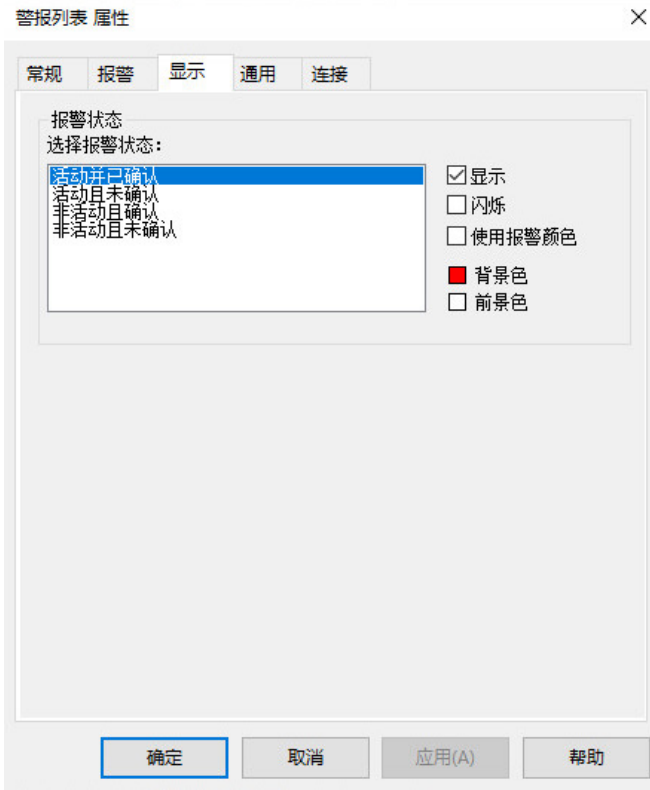 警报列表 属性
常规 报警 显示 通用 连接
报警状态
选择报警状态：
活动并已确认
活动且未确认
非活动且确认
非活动且未确认
显示
闪烁
使用报警颜色
背景色
前景色
确定 取消 应用(A) 帮助